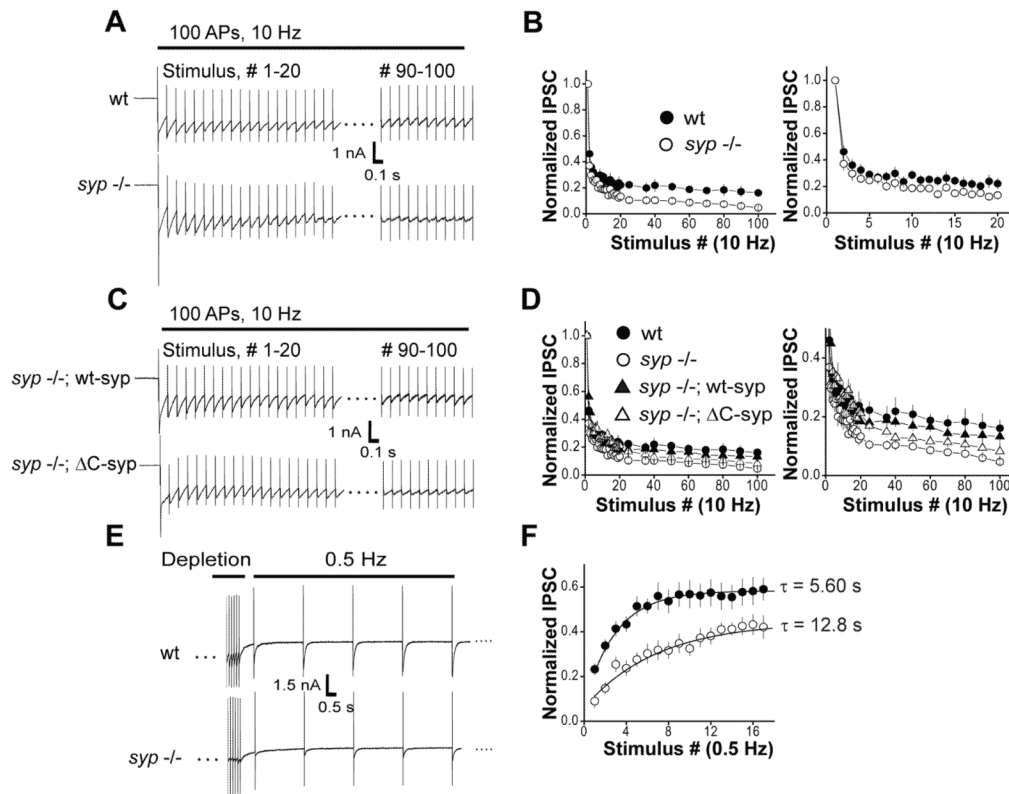 A
100 APs, 10 Hz
Stimulus, # 1-20
# 90-100
wt
1 nA
0.1 s
syp -/-
B
Normalized IPSC
1.0
0.8
0.6
0.4
0.2
0.0
wt
syp -/-
0 20 40 60 80 100
Stimulus # (10 Hz)
Normalized IPSC
1.0
0.8
0.6
0.4
0.2
0.0
0 5 10 15 20
Stimulus # (10 Hz)
C
100 APs, 10 Hz
Stimulus, # 1-20
# 90-100
syp -/-; wt-syp
1 nA
0.1 s
syp -/-; ΔC-syp
D
Normalized IPSC
1.0
0.8
0.6
0.4
0.2
0.0
wt
syp -/-
syp -/-; wt-syp
syp -/-; ΔC-syp
0 20 40 60 80 100
Stimulus # (10 Hz)
Normalized IPSC
0.4
0.2
0.0
0 20 40 60 80 100
Stimulus # (10 Hz)
E
Depletion
0.5 Hz
wt
1.5 nA
0.5 s
syp -/-
F
Normalized IPSC
0.6
0.4
0.2
0.0
τ = 5.60 s
τ = 12.8 s
0 4 8 12 16
Stimulus # (0.5 Hz)